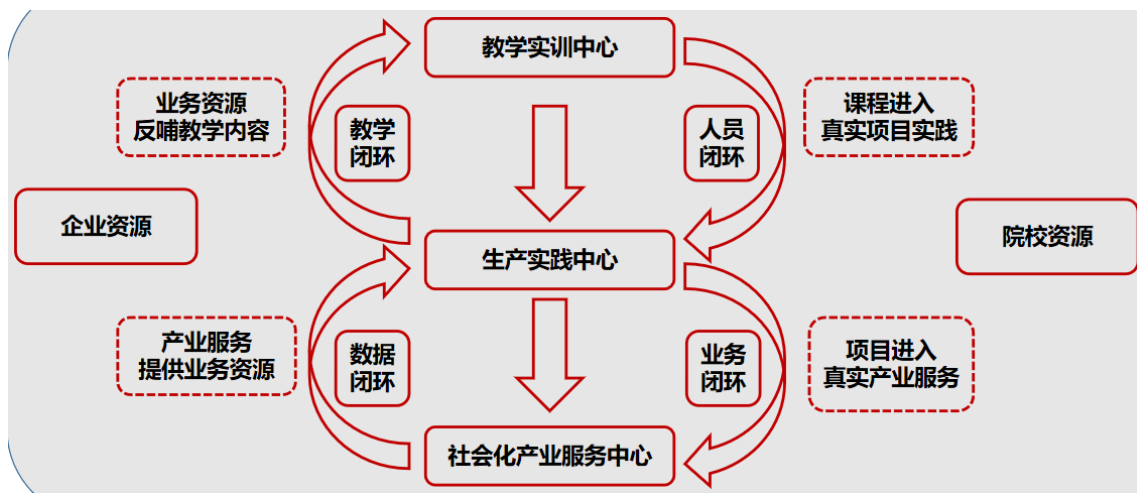 教学实训中心
业务资源
反哺教学内容
教学
闭环
人员
闭环
课程进入
真实项目实践
企业资源
生产实践中心
院校资源
产业服务
提供业务资源
数据
闭环
业务
闭环
项目进入
真实产业服务
社会化产业服务中心